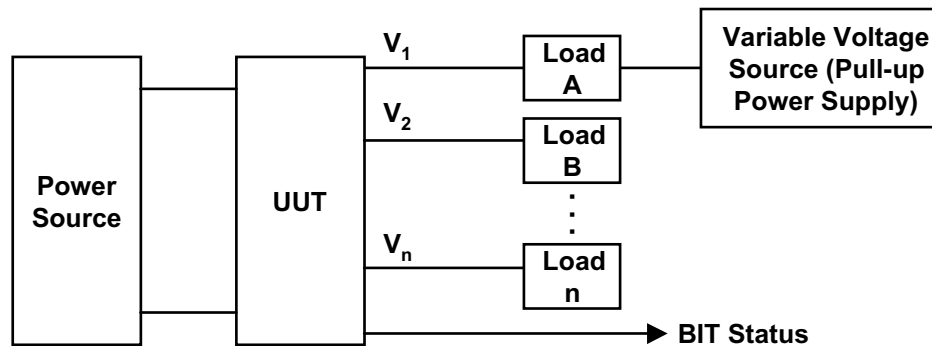 Power
Source
UUT
V1
V2
Vn
Load
A
Load
B
Load
n
Variable Voltage
Source (Pull-up
Power Supply)
BIT Status